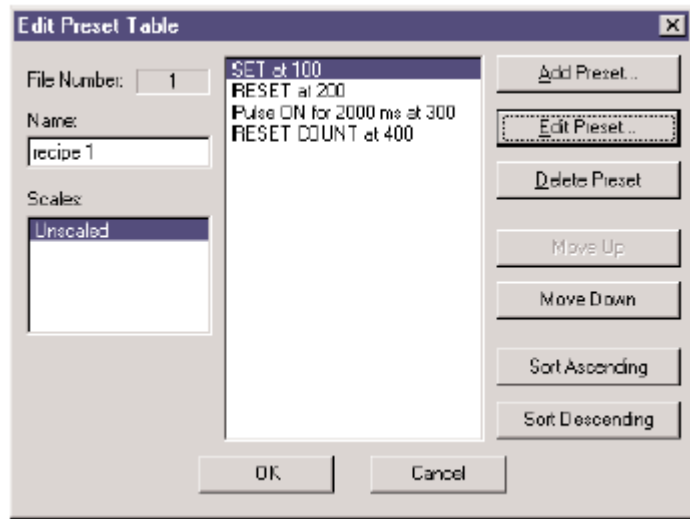 Edit Preset Table
File Number: 1
Name:
recipe 1
Scales:
Unscaled
SET at 100
RESET at 200
Pulse ON for 2000 ms at 300
RESET COUNT at 400
Add Preset...
Edit Preset...
Delete Preset
Move Up
Move Down
Sort Ascending
Sort Descending
OK
Cancel